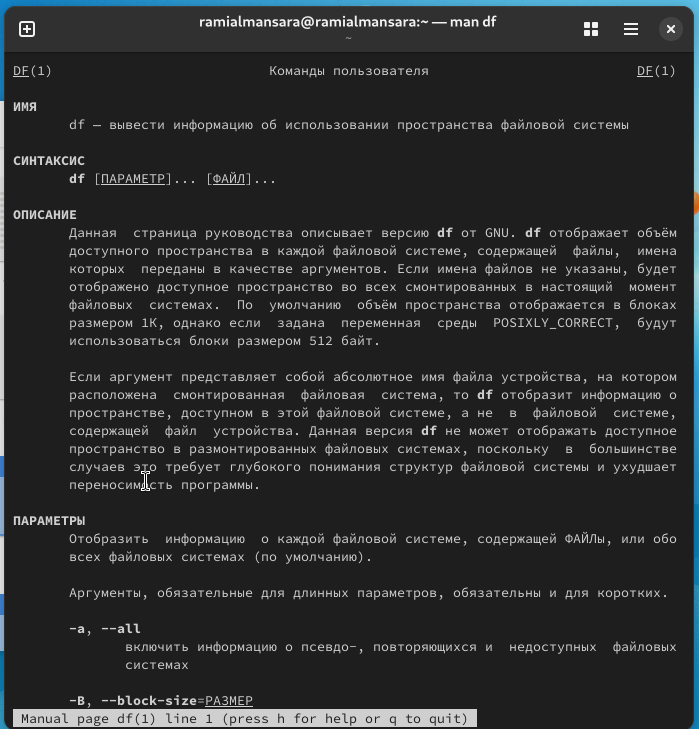 ramialmansara@ramialmansara:~ — man df
~
DF(1) Команды пользователя DF(1)
ИМЯ
df — вывести информацию об использовании пространства файловой системы
СИНТАКСИС
df [ПАРАМЕТР]... [ФАЙЛ]...
ОПИСАНИЕ
Данная страница руководства описывает версию df от GNU. df отображает объём
доступного пространства в каждой файловой системе, содержащей файлы, имена
которых переданы в качестве аргументов. Если имена файлов не указаны, будет
отображено доступное пространство во всех смонтированных в настоящий момент
файловых системах. По умолчанию объём пространства отображается в блоках
размером 1K, однако если задана переменная среды POSIXLY_CORRECT, будут
использоваться блоки размером 512 байт.
Если аргумент представляет собой абсолютное имя файла устройства, на котором
расположена смонтированная файловая система, то df отобразит информацию о
пространстве, доступном в этой файловой системе, а не в файловой системе,
содержащей файл устройства. Данная версия df не может отображать доступное
пространство в размонтированных файловых системах, поскольку в большинстве
случаев это требует глубокого понимания структур файловой системы и ухудшает
переносимость программы.
ПАРАМЕТРЫ
Отобразить информацию о каждой файловой системе, содержащей ФАЙЛы, или обо
всех файловых системах (по умолчанию).
Аргументы, обязательные для длинных параметров, обязательны и для коротких.
-a, --all
включить информацию о псевдо-, повторяющихся и недоступных файловых
системах
-B, --block-size=РАЗМЕР
Manual page df(1) line 1 (press h for help or q to quit)